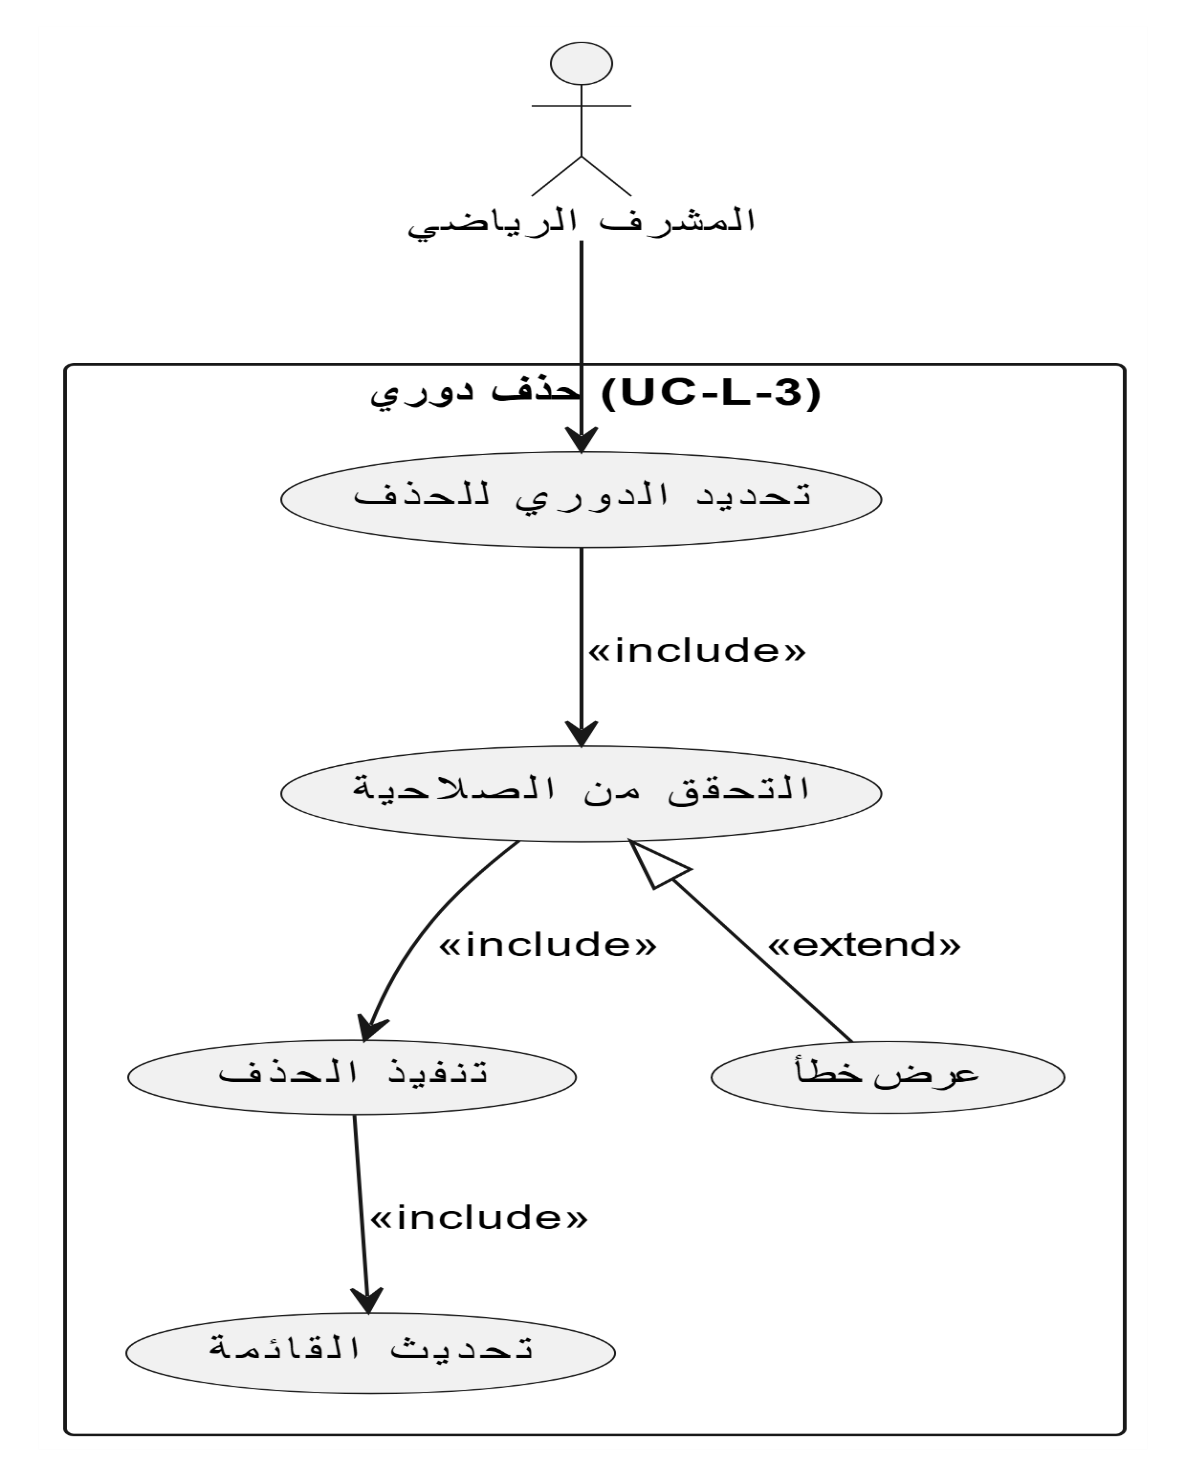 المشرف الرياضي
حذف دوري (UC-L-3)
تحديد الدوري للحذف
«include»
التحقق من الصلاحية
«include»
«extend»
تنفيذ الحذف
عرض خطأ
«include»
تحديث القائمة